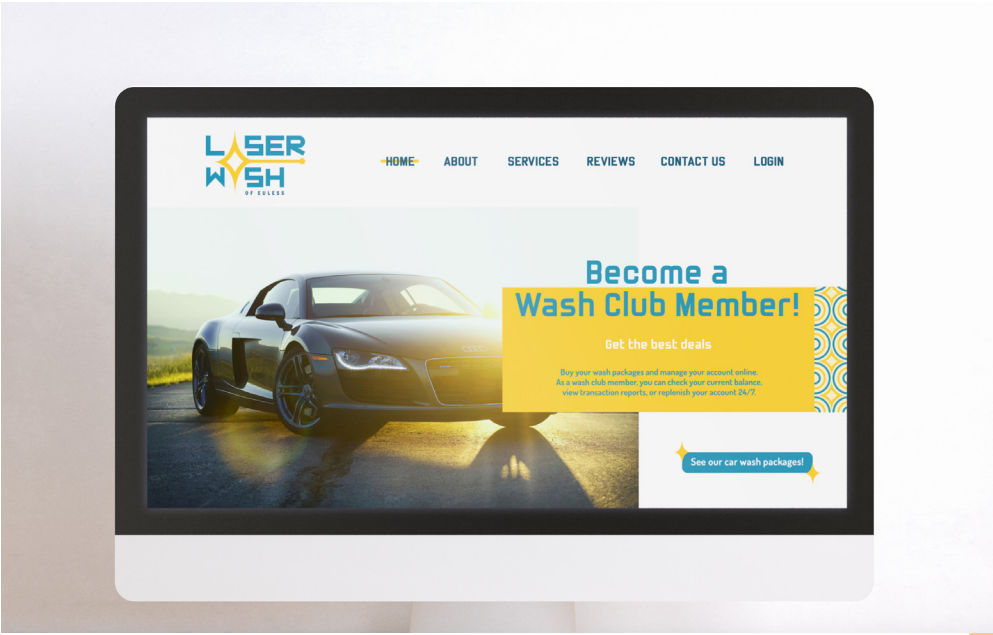 LASER
WASH
OF EULESS
HOME ABOUT SERVICES REVIEWS CONTACT US LOGIN
Become a
Wash Club Member!
Get the best deals
Buy your wash packages and manage your account online.
As a wash club member, you can check your current balance,
view transaction reports, or replenish your account 24/7.
See our car wash packages!